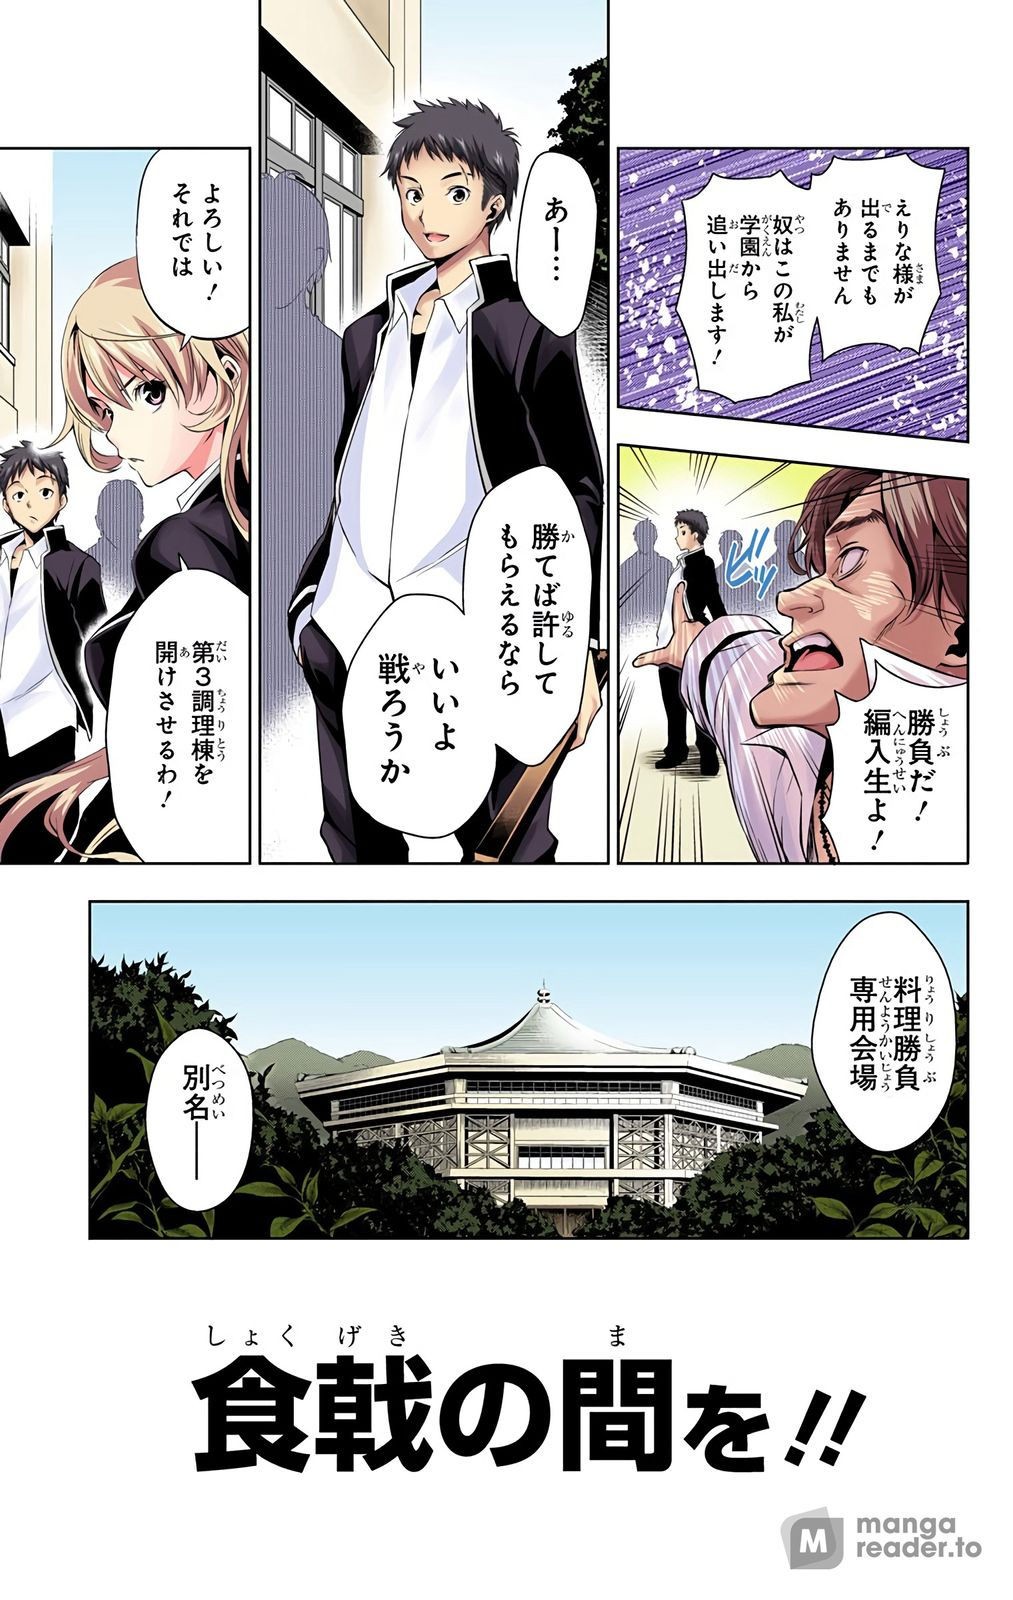 えりな様が
出るまでも
ありません
奴はこの私が
学園から
追い出します!
ビビッ
勝負だ!
編入生よ!
あー…
勝てば許して
もらえるなら
いいよ
戦ろうか
よろしい!
それでは
第3調理棟を
開けさせるわ!
料理勝負
専用会場
別名――
食戟の間を!!
manga
reader.to